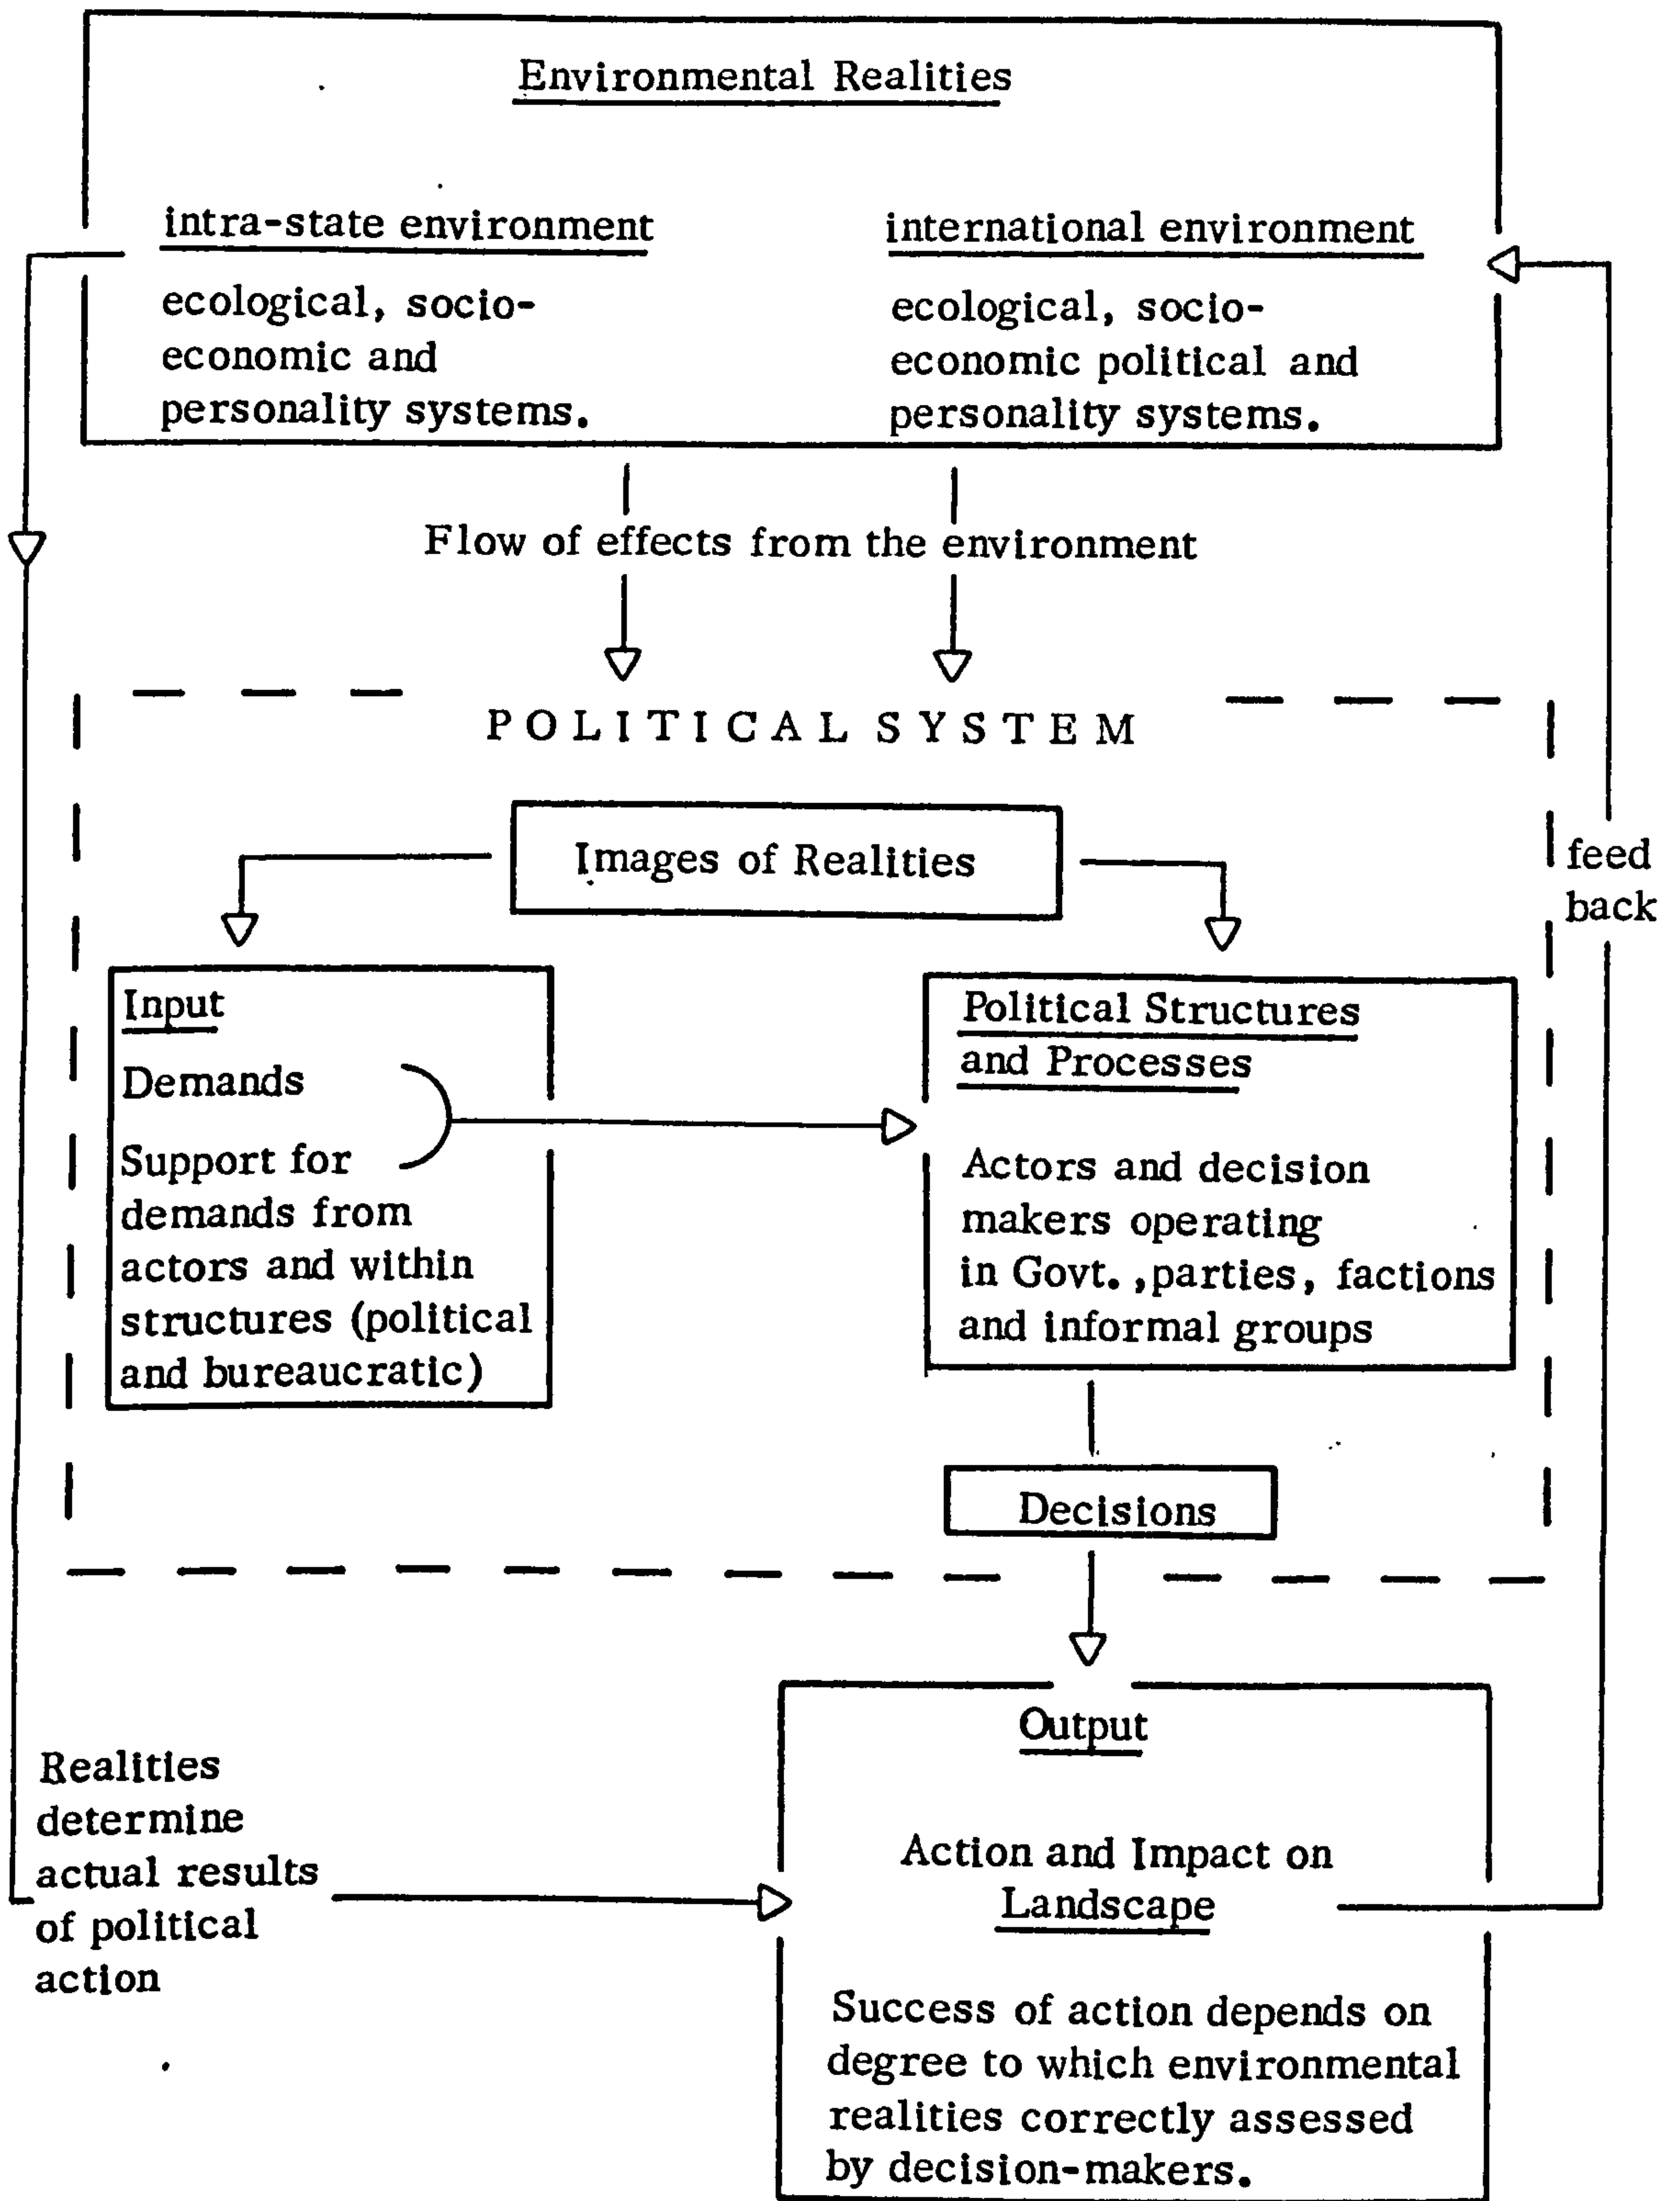 Environmental Realities
intra-state environment
ecological, socio-
economic and
personality systems.
international environment
ecological, socio-
economic political and
personality systems.
Flow of effects from the environment
POLITICAL SYSTEM
Images of Realities
feed
back
Input
Demands
Support for
demands from
actors and within
structures (political
and bureaucratic)
Political Structures
and Processes
Actors and decision
makers operating
in Govt. ,parties, factions
and informal groups
Decisions
Realities
determine
actual results
of political
action
Output
Action and Impact on
Landscape
Success of action depends on
degree to which environmental
realities correctly assessed
by decision-makers.